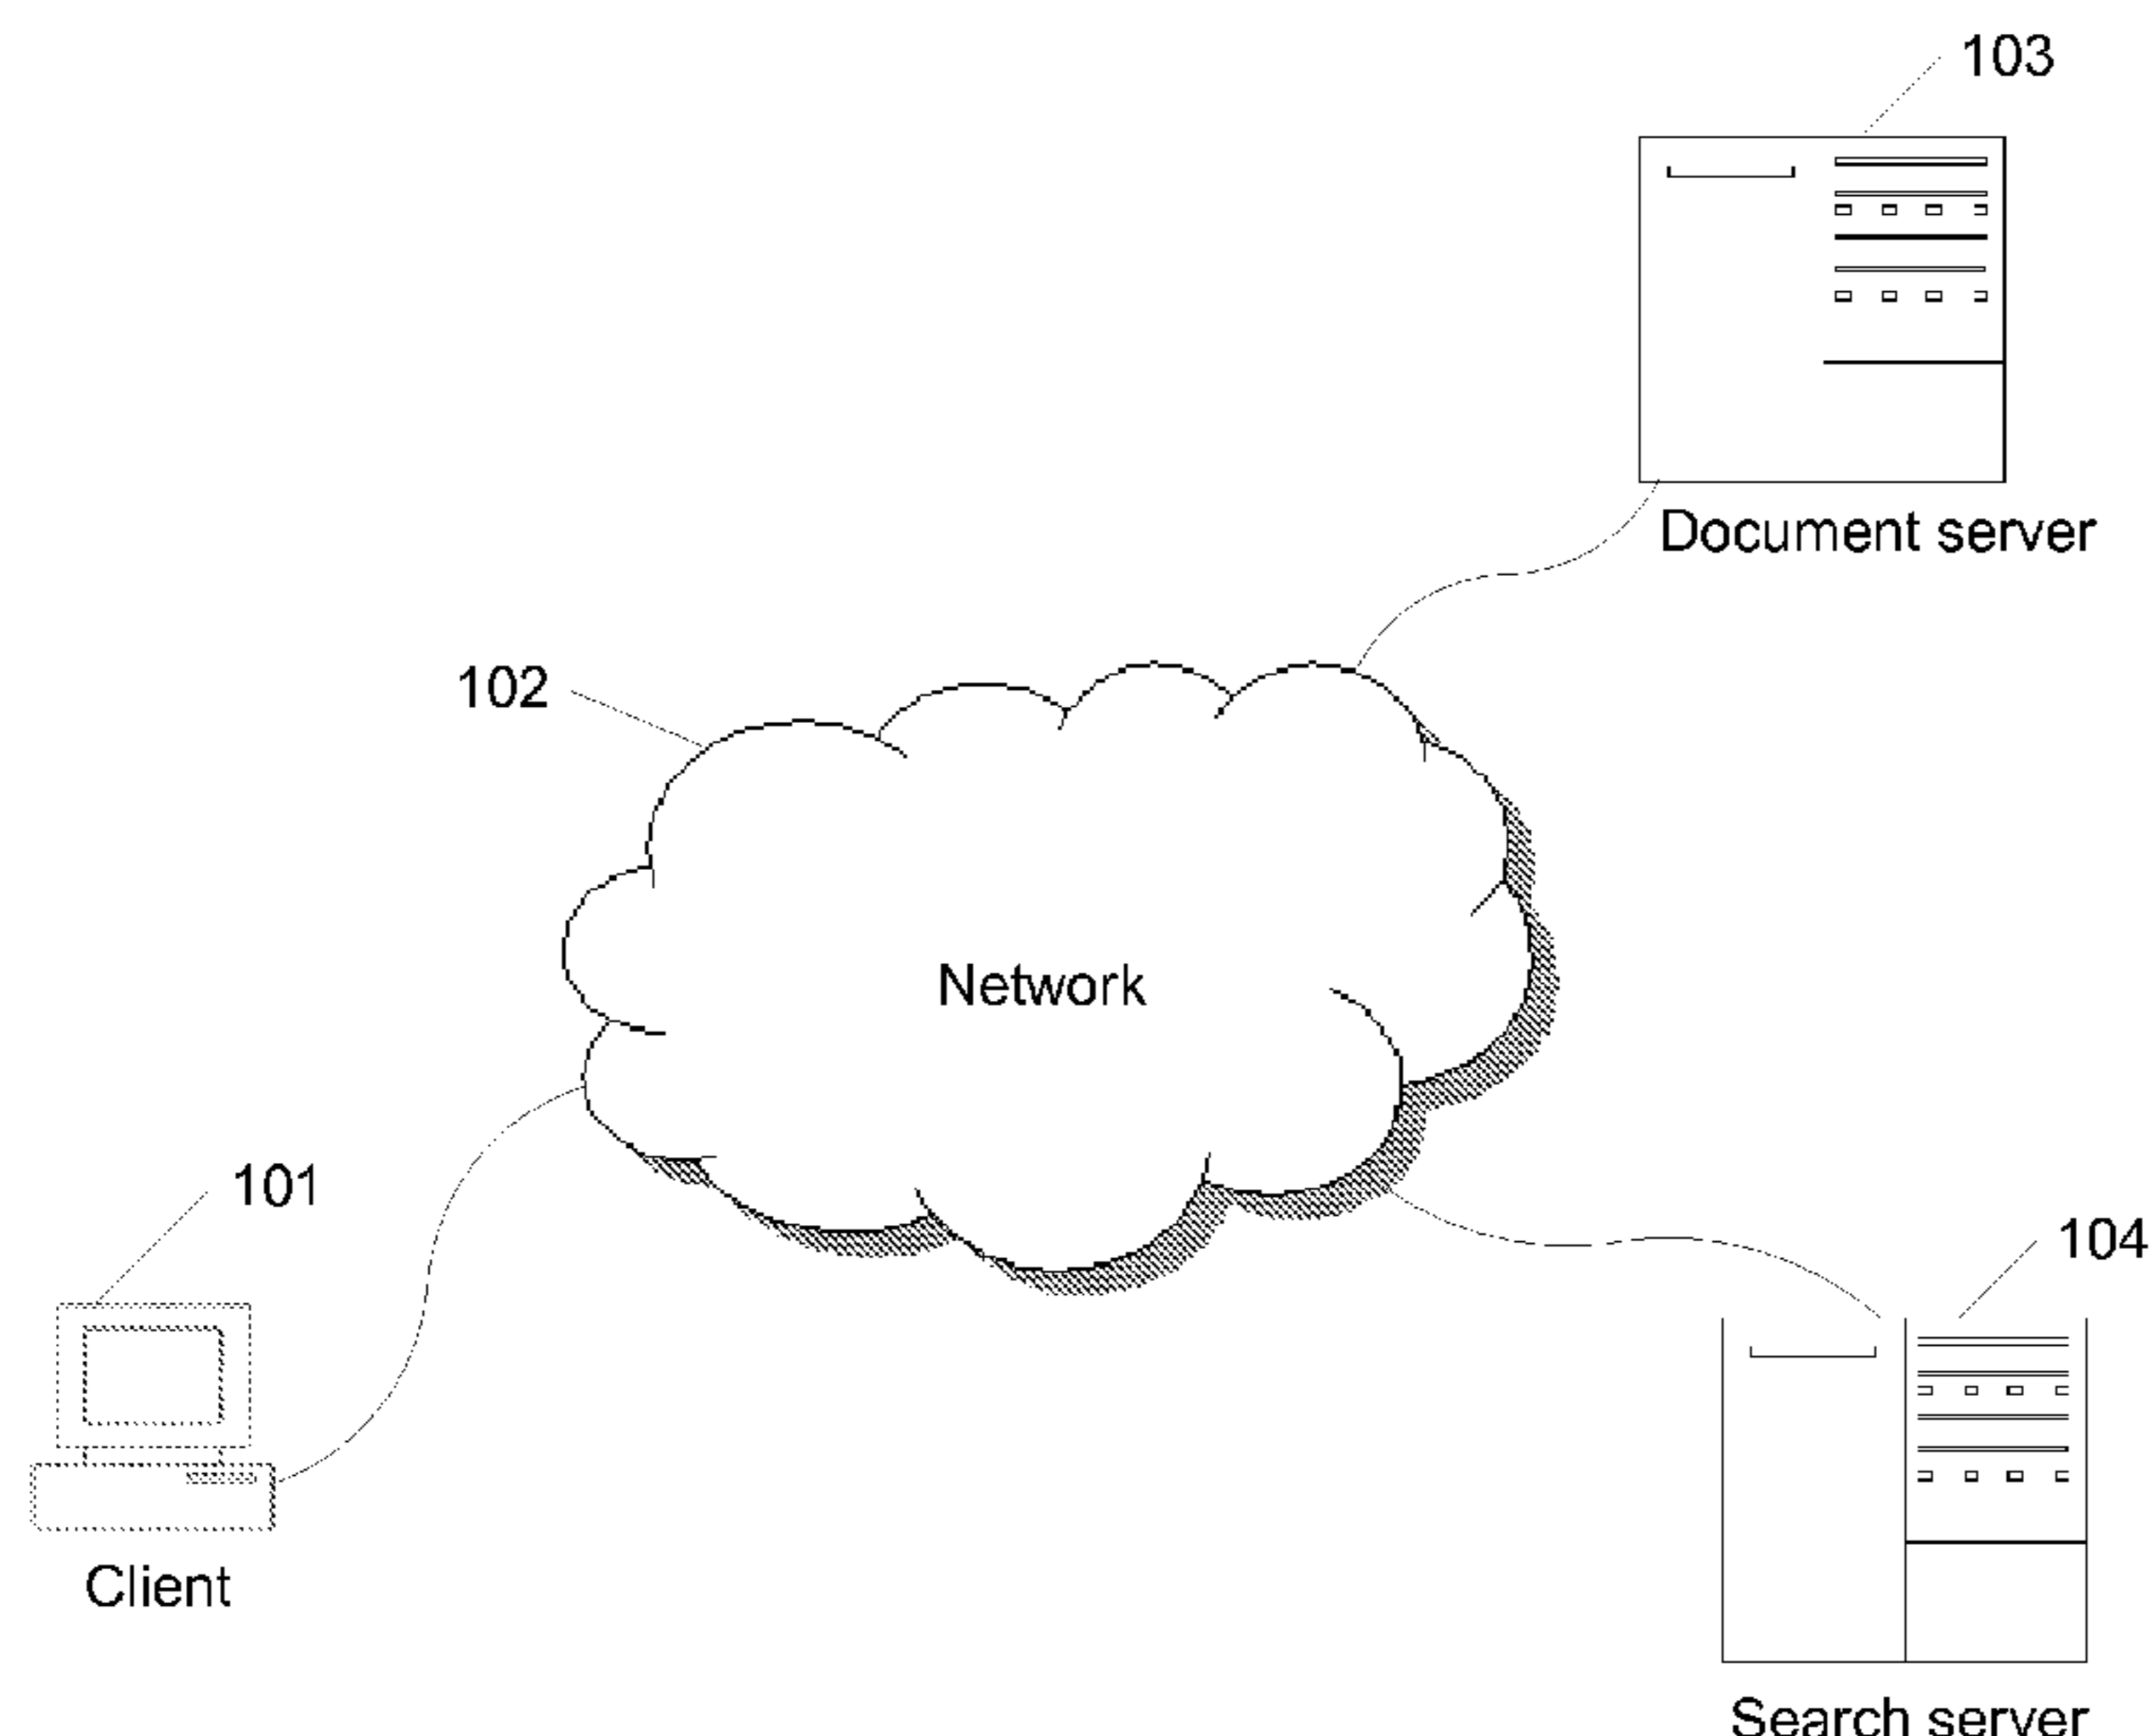 103
Document server
102
Network
101
104
Client
Search server